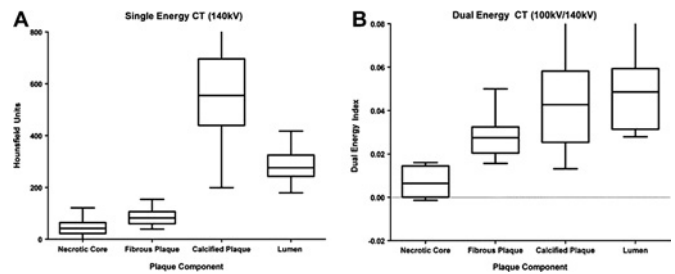 A
Single Energy CT (140kV)
Hounsfield Units
800
600
400
200
0
Necrotic Core Fibrous Plaque Calcified Plaque Lumen
Plaque Component
B
Dual Energy CT (100kV/140kV)
Dual Energy Index
0.08
0.06
0.04
0.02
0.00
-0.02
Necrotic Core Fibrous Plaque Calcified Plaque Lumen
Plaque Component